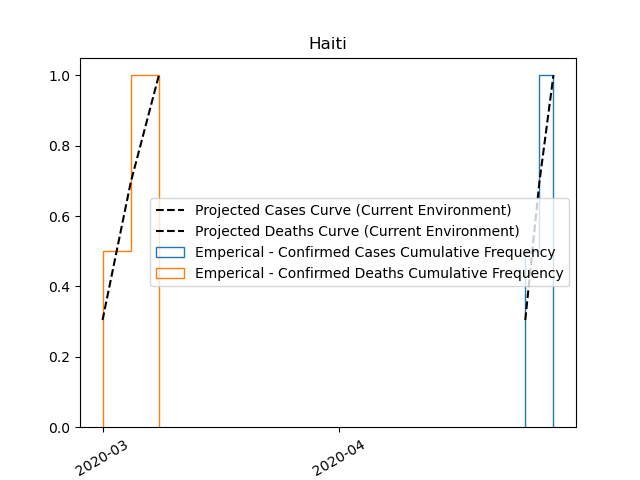 Haiti
1.0
0.8
0.6
0.4
0.2
0.0
Projected Cases Curve (Current Environment)
Projected Deaths Curve (Current Environment)
Emperical - Confirmed Cases Cumulative Frequency
Emperical - Confirmed Deaths Cumulative Frequency
2020-03
2020-04